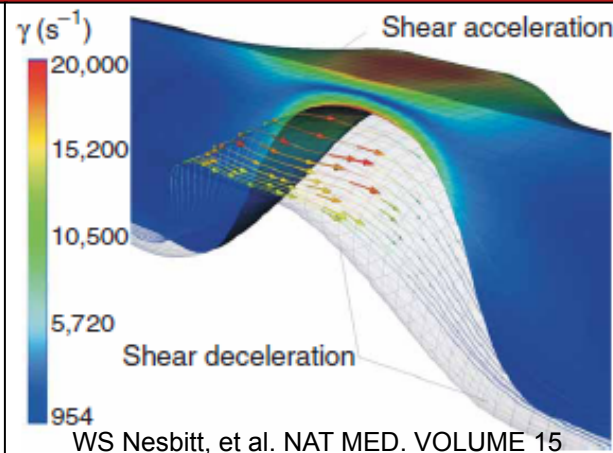 γ (s⁻¹)
Shear acceleration
20,000
15,200
10,500
5,720
Shear deceleration
954
WS Nesbitt, et al. NAT MED. VOLUME 15